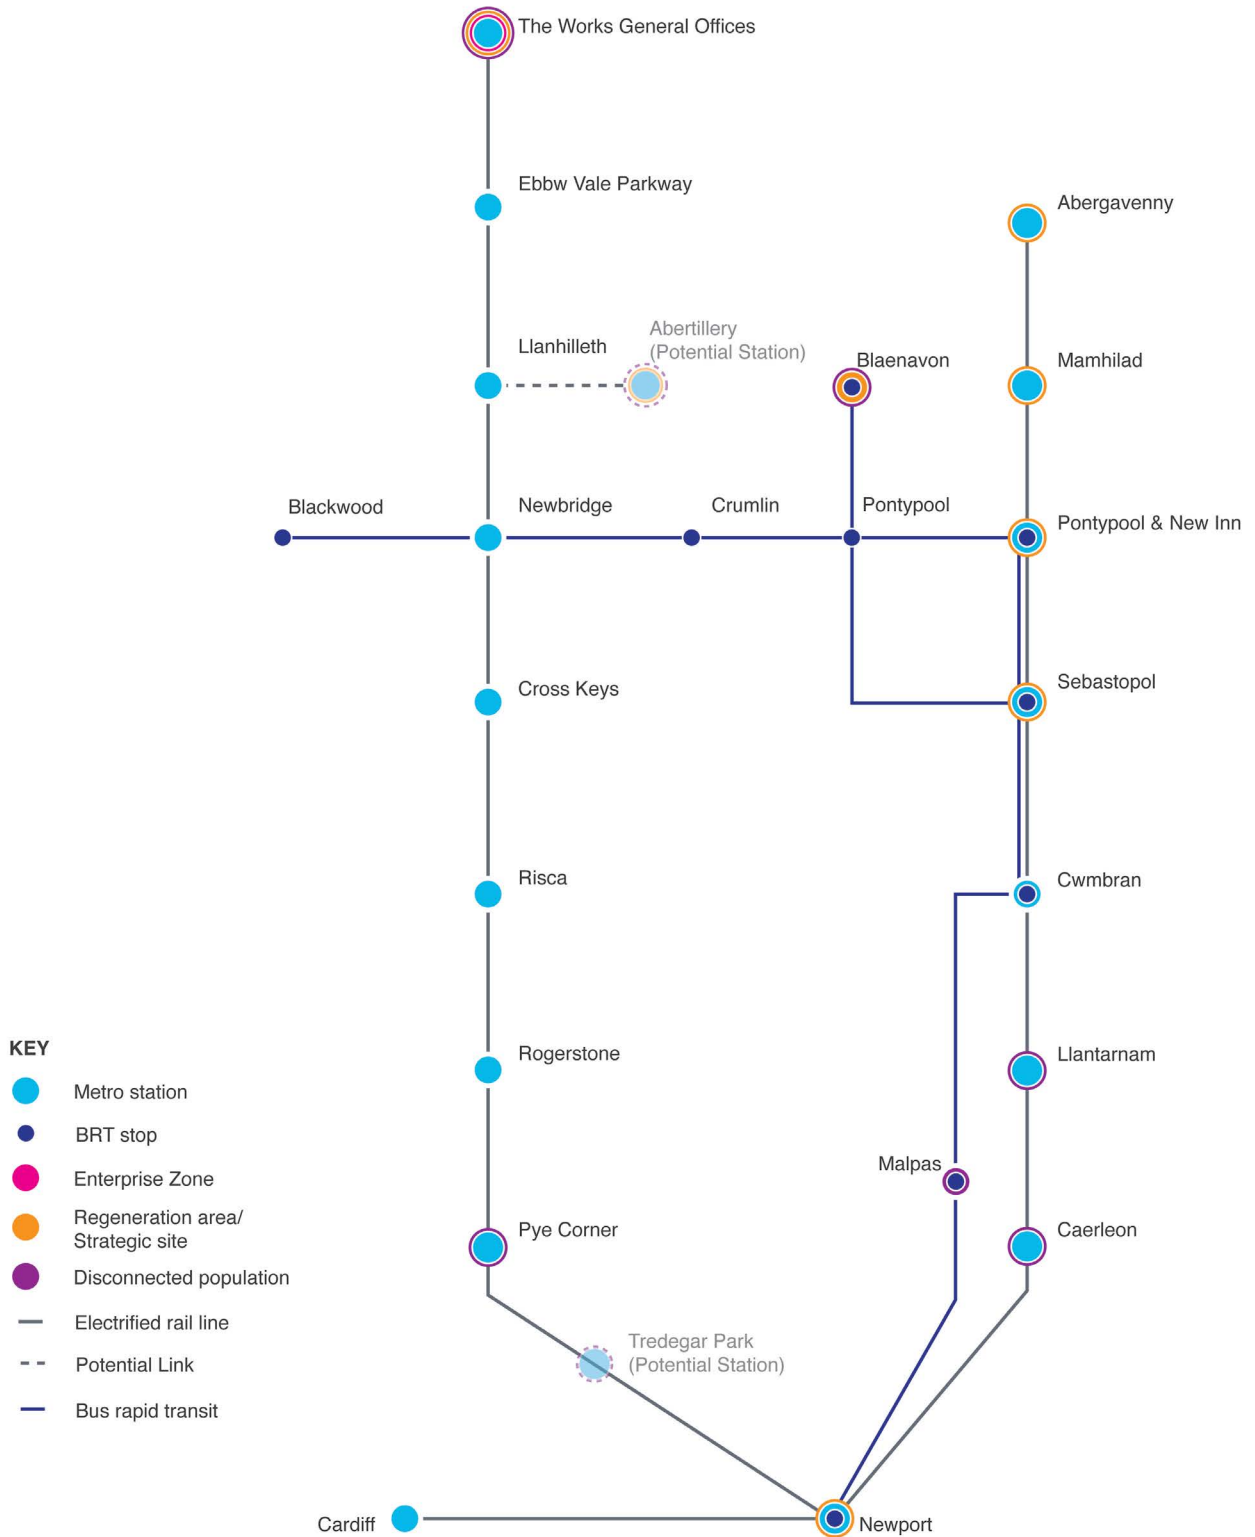 The Works General Offices
Ebbw Vale Parkway
Abergavenny
Abertillery
(Potential Station)
Llanhilleth
Blaenavon
Mamhilad
Blackwood
Newbridge
Crumlin
Pontypool
Pontypool & New Inn
Cross Keys
Sebastopol
Risca
Cwmbran
Rogerstone
Llantarnam
Malpas
Pye Corner
Caerleon
Tredegar Park
(Potential Station)
Cardiff
Newport
KEY
Metro station
BRT stop
Enterprise Zone
Regeneration area/
Strategic site
Disconnected population
Electrified rail line
Potential Link
Bus rapid transit